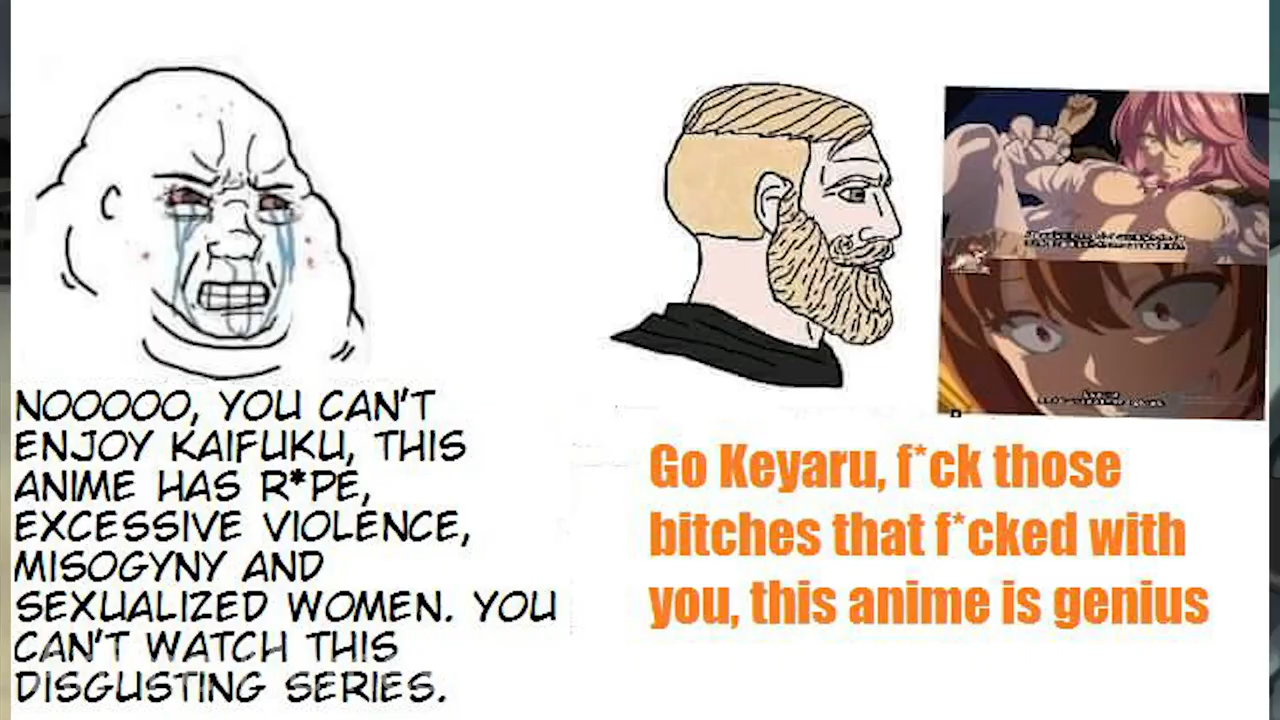 NOOOOO, YOU CAN'T
ENJOY KAIFUKU, THIS
ANIME HAS R*PE,
EXCESSIVE VIOLENCE,
MISOGYNY AND
SEXUALIZED WOMEN. YOU
CAN'T WATCH THIS
DISGUSTING SERIES.
Go Keyaru, f*ck those
bitches that f*cked with
you, this anime is genius